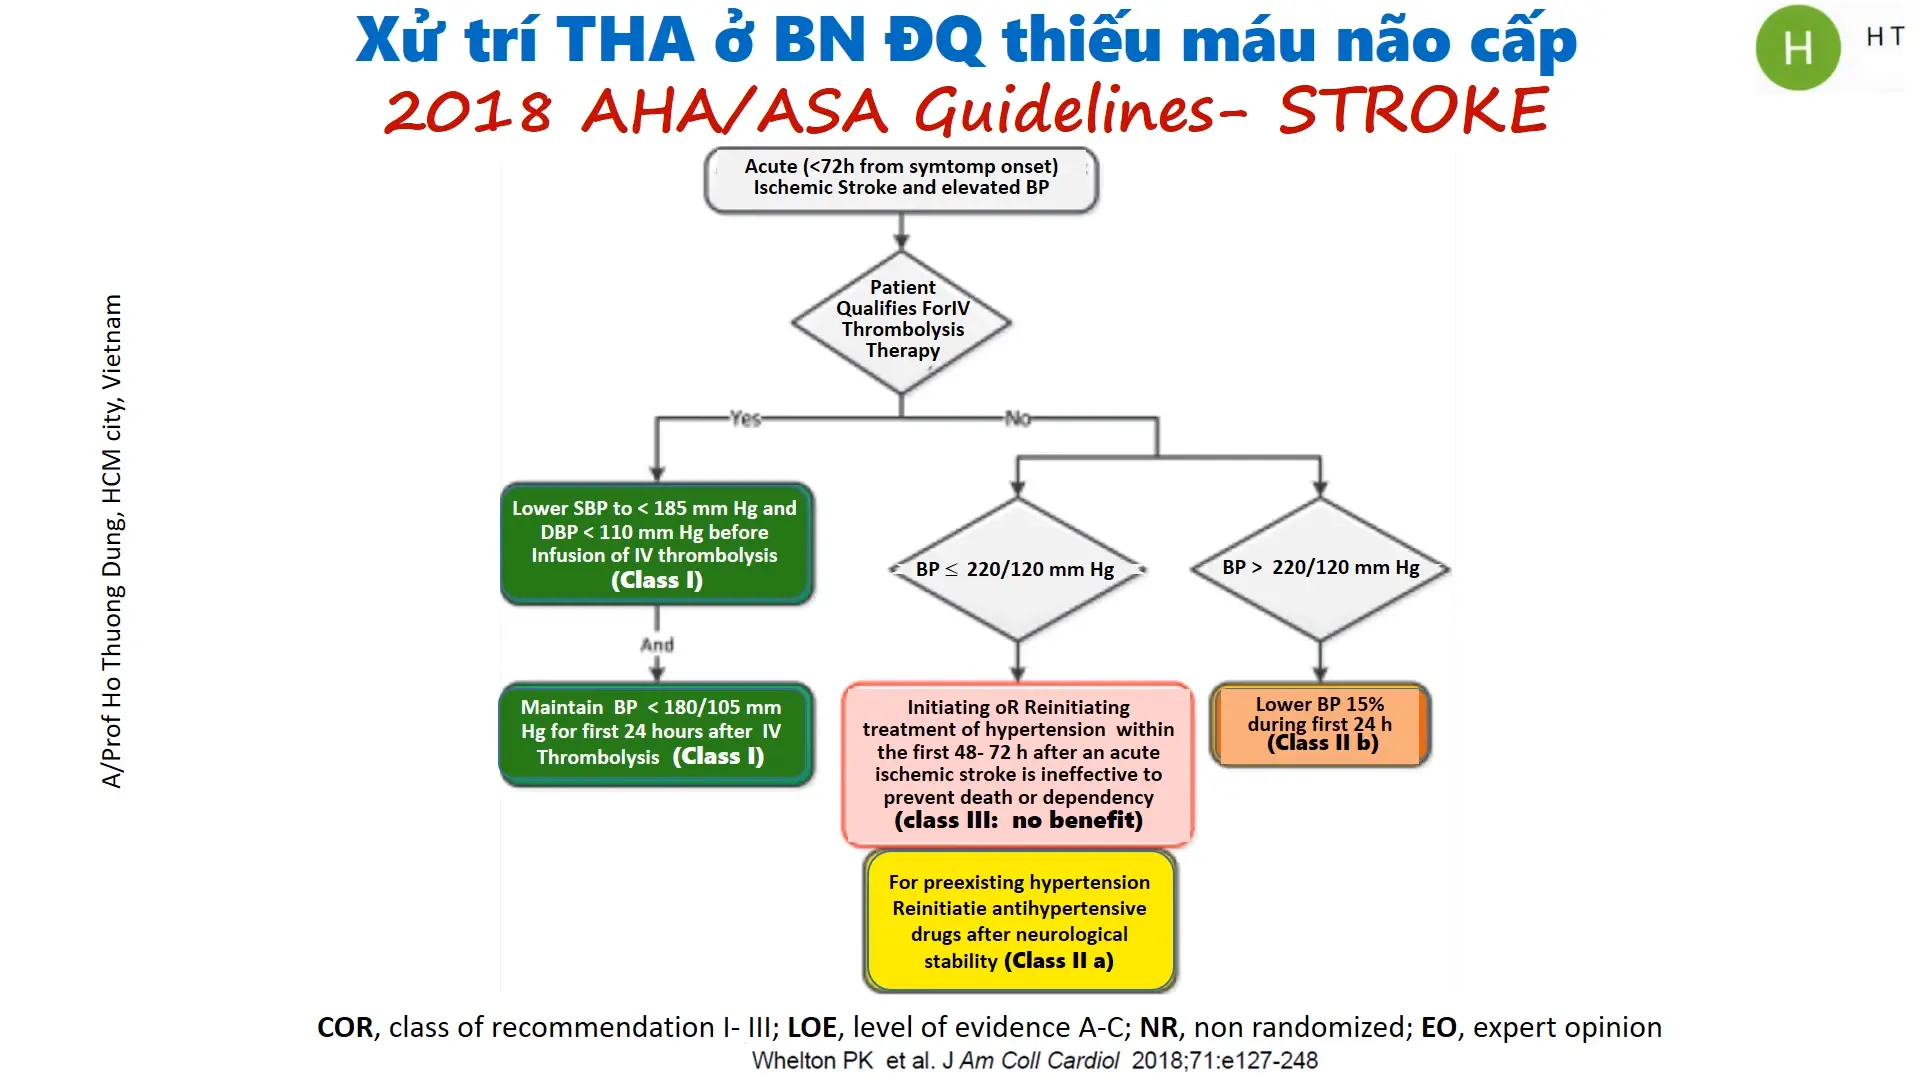 Xử trí THA ở BN ĐQ thiếu máu não cấp
2018 AHA/ASA Guidelines- STROKE
H
H T
A/Prof Ho Thuong Dung, HCM city, Vietnam
Acute (<72h from symtomp onset)
Ischemic Stroke and elevated BP
Patient
Qualifies ForIV
Thrombolysis
Therapy
Yes
No
Lower SBP to < 185 mm Hg and
DBP < 110 mm Hg before
Infusion of IV thrombolysis
(Class I)
And
Maintain BP < 180/105 mm
Hg for first 24 hours after IV
Thrombolysis (Class I)
BP ≤ 220/120 mm Hg
Initiating oR Reinitiating
treatment of hypertension within
the first 48- 72 h after an acute
ischemic stroke is ineffective to
prevent death or dependency
(class III: no benefit)
For preexisting hypertension
Reinitiatie antihypertensive
drugs after neurological
stability (Class II a)
BP > 220/120 mm Hg
Lower BP 15%
during first 24 h
(Class II b)
COR, class of recommendation I- III; LOE, level of evidence A-C; NR, non randomized; EO, expert opinion
Whelton PK et al. J Am Coll Cardiol 2018;71:e127-248